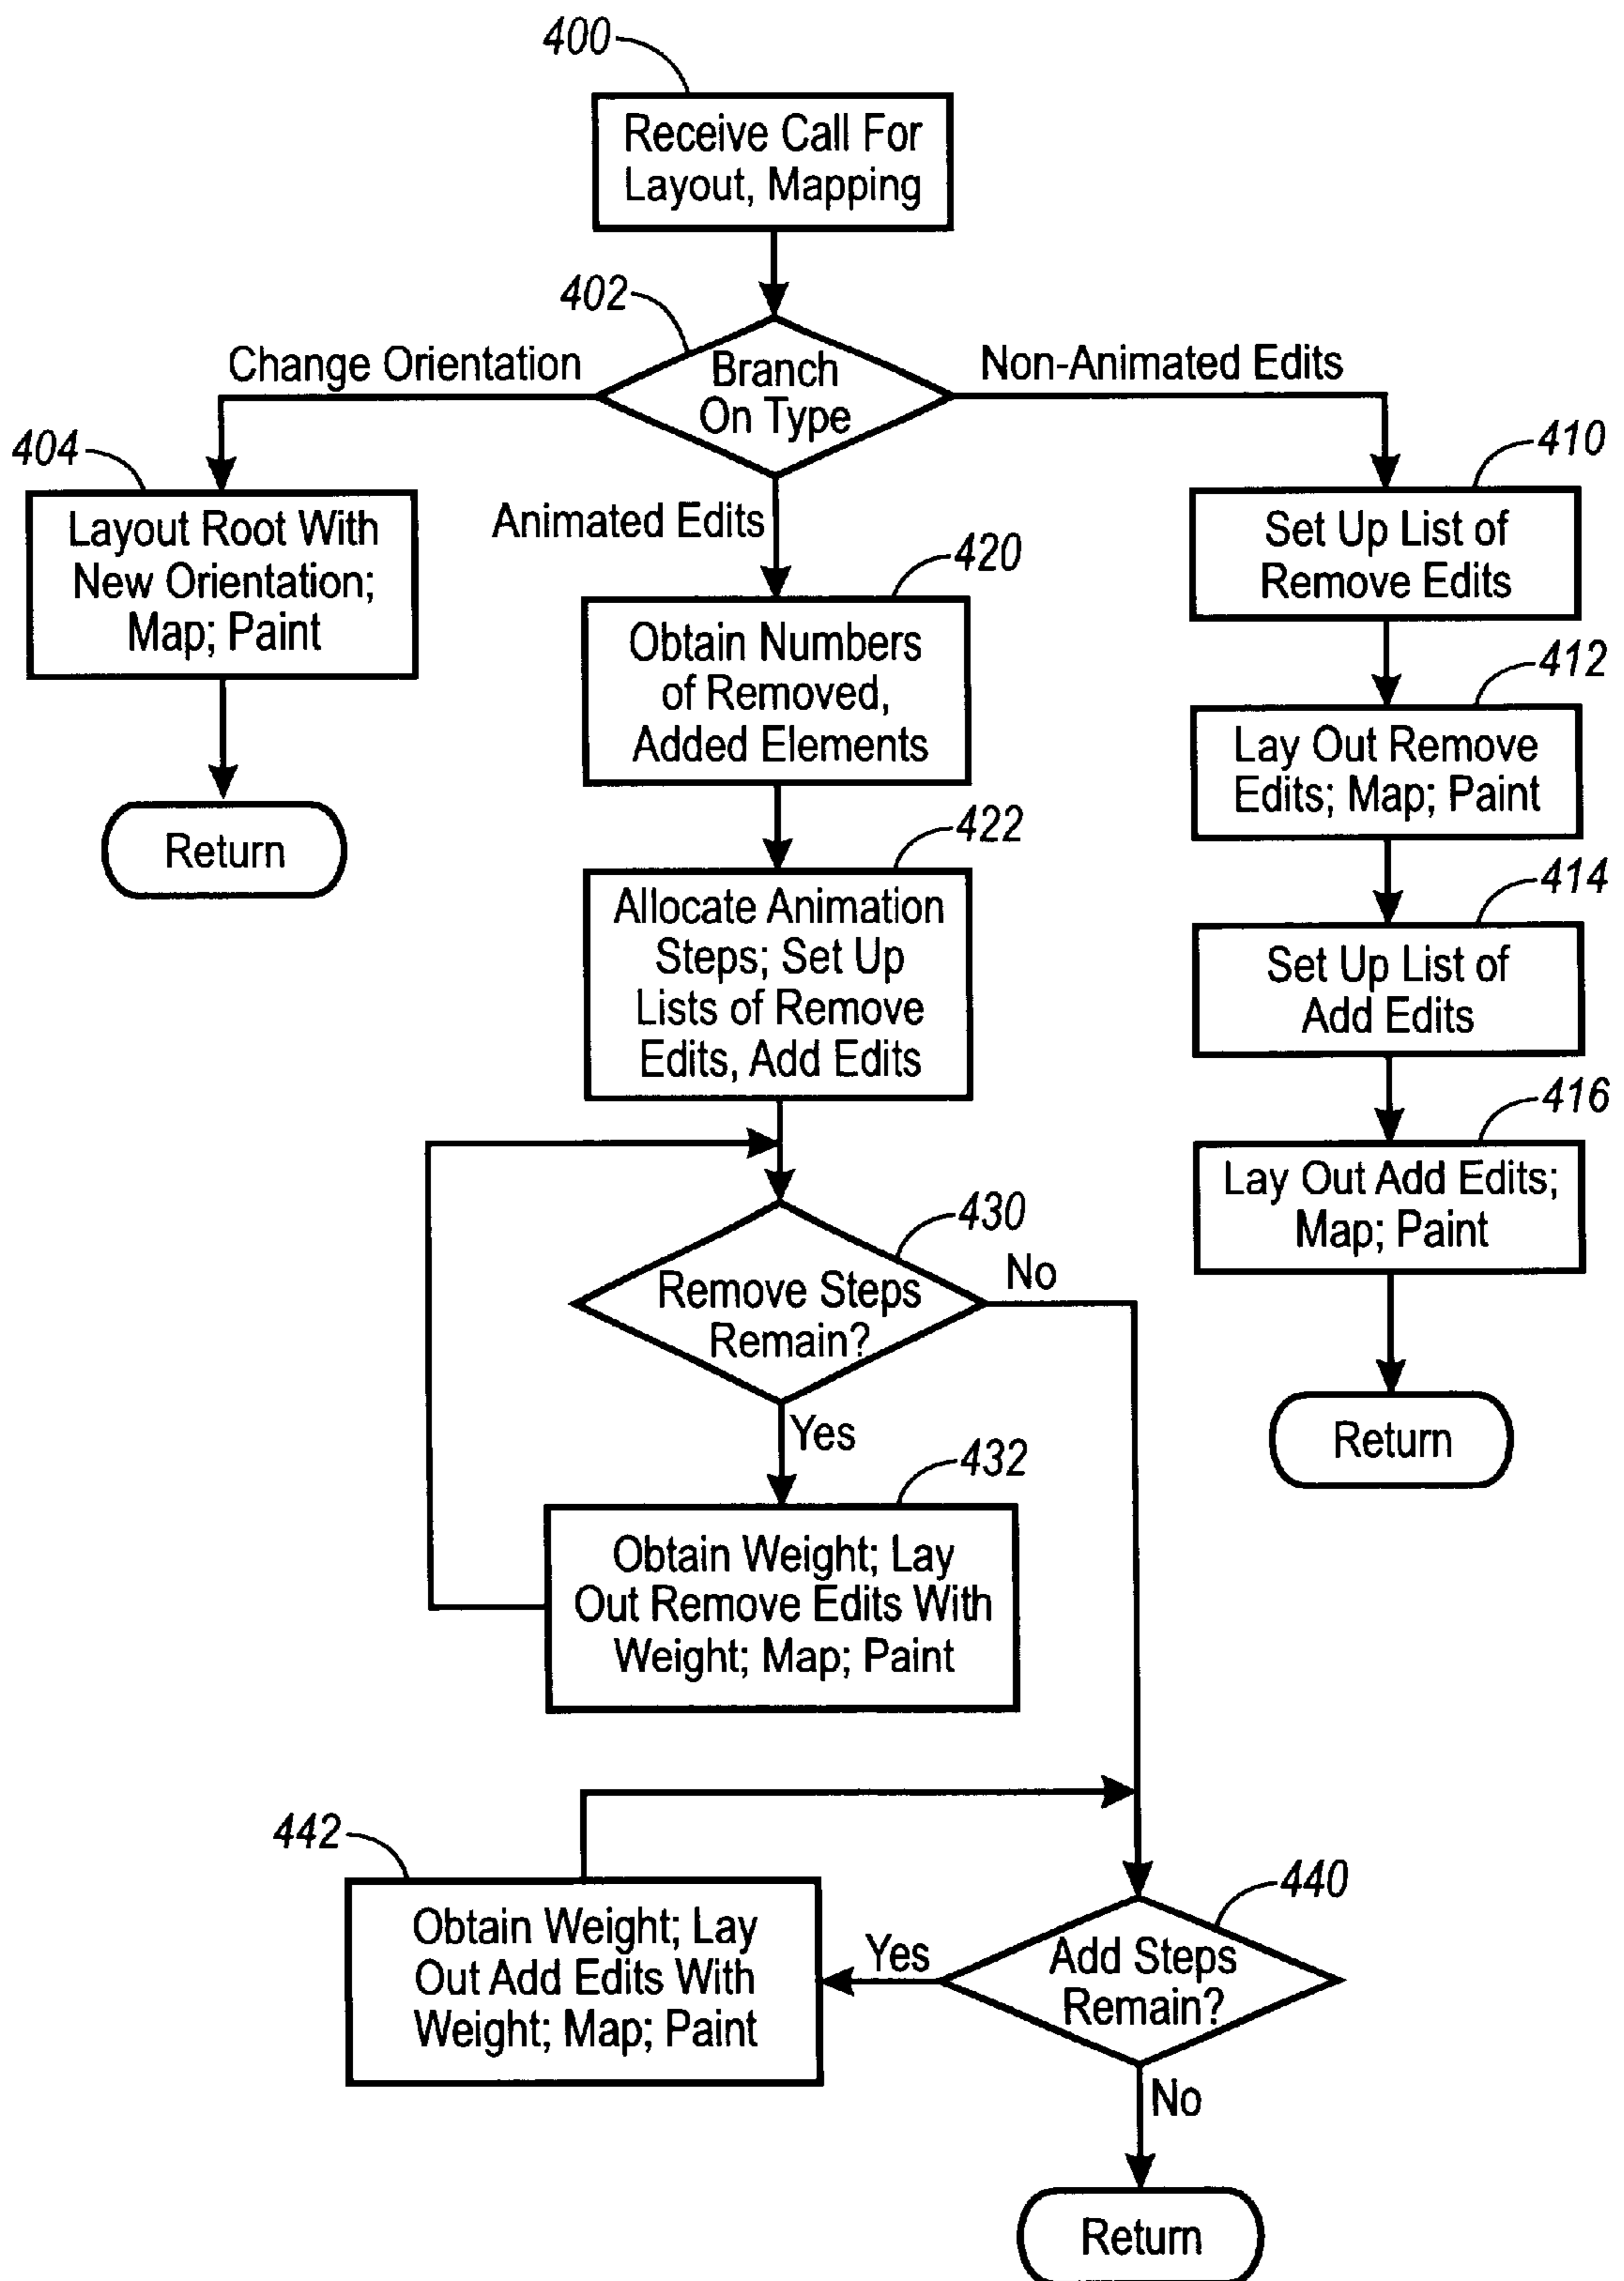 400
Receive Call For
Layout, Mapping
402
Change Orientation
Branch
On Type
Non-Animated Edits
404
Layout Root With
New Orientation;
Map; Paint
Return
Animated Edits
420
Obtain Numbers
of Removed,
Added Elements
422
Allocate Animation
Steps; Set Up
Lists of Remove
Edits, Add Edits
430
Remove Steps
Remain?
No
Yes
432
Obtain Weight; Lay
Out Remove Edits With
Weight; Map; Paint
410
Set Up List of
Remove Edits
412
Lay Out Remove
Edits; Map; Paint
414
Set Up List of
Add Edits
416
Lay Out Add Edits;
Map; Paint
Return
442
Obtain Weight; Lay
Out Add Edits With
Weight; Map; Paint
Yes
440
Add Steps
Remain?
No
Return